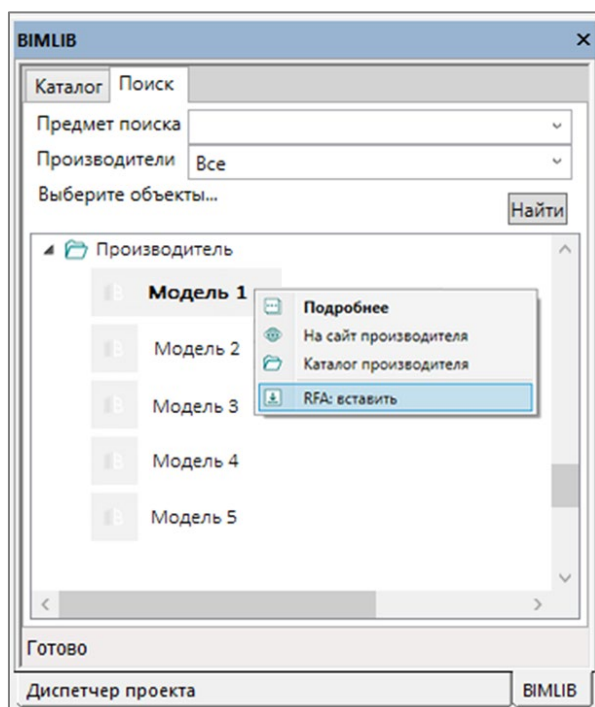 BIMLIB
Каталог Поиск
Предмет поиска
Производители Все
Выберите объекты...
Найти
Производитель
Модель 1
Подробнее
На сайт производителя
Каталог производителя
RFA: вставить
Модель 2
Модель 3
Модель 4
Модель 5
Готово
Диспетчер проекта BIMLIB